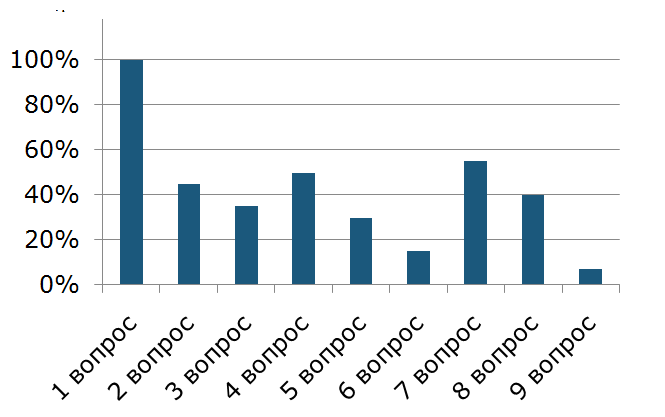 100%
80%
60%
40%
20%
0%
1 вопрос
2 вопрос
3 вопрос
4 вопрос
5 вопрос
6 вопрос
7 вопрос
8 вопрос
9 вопрос